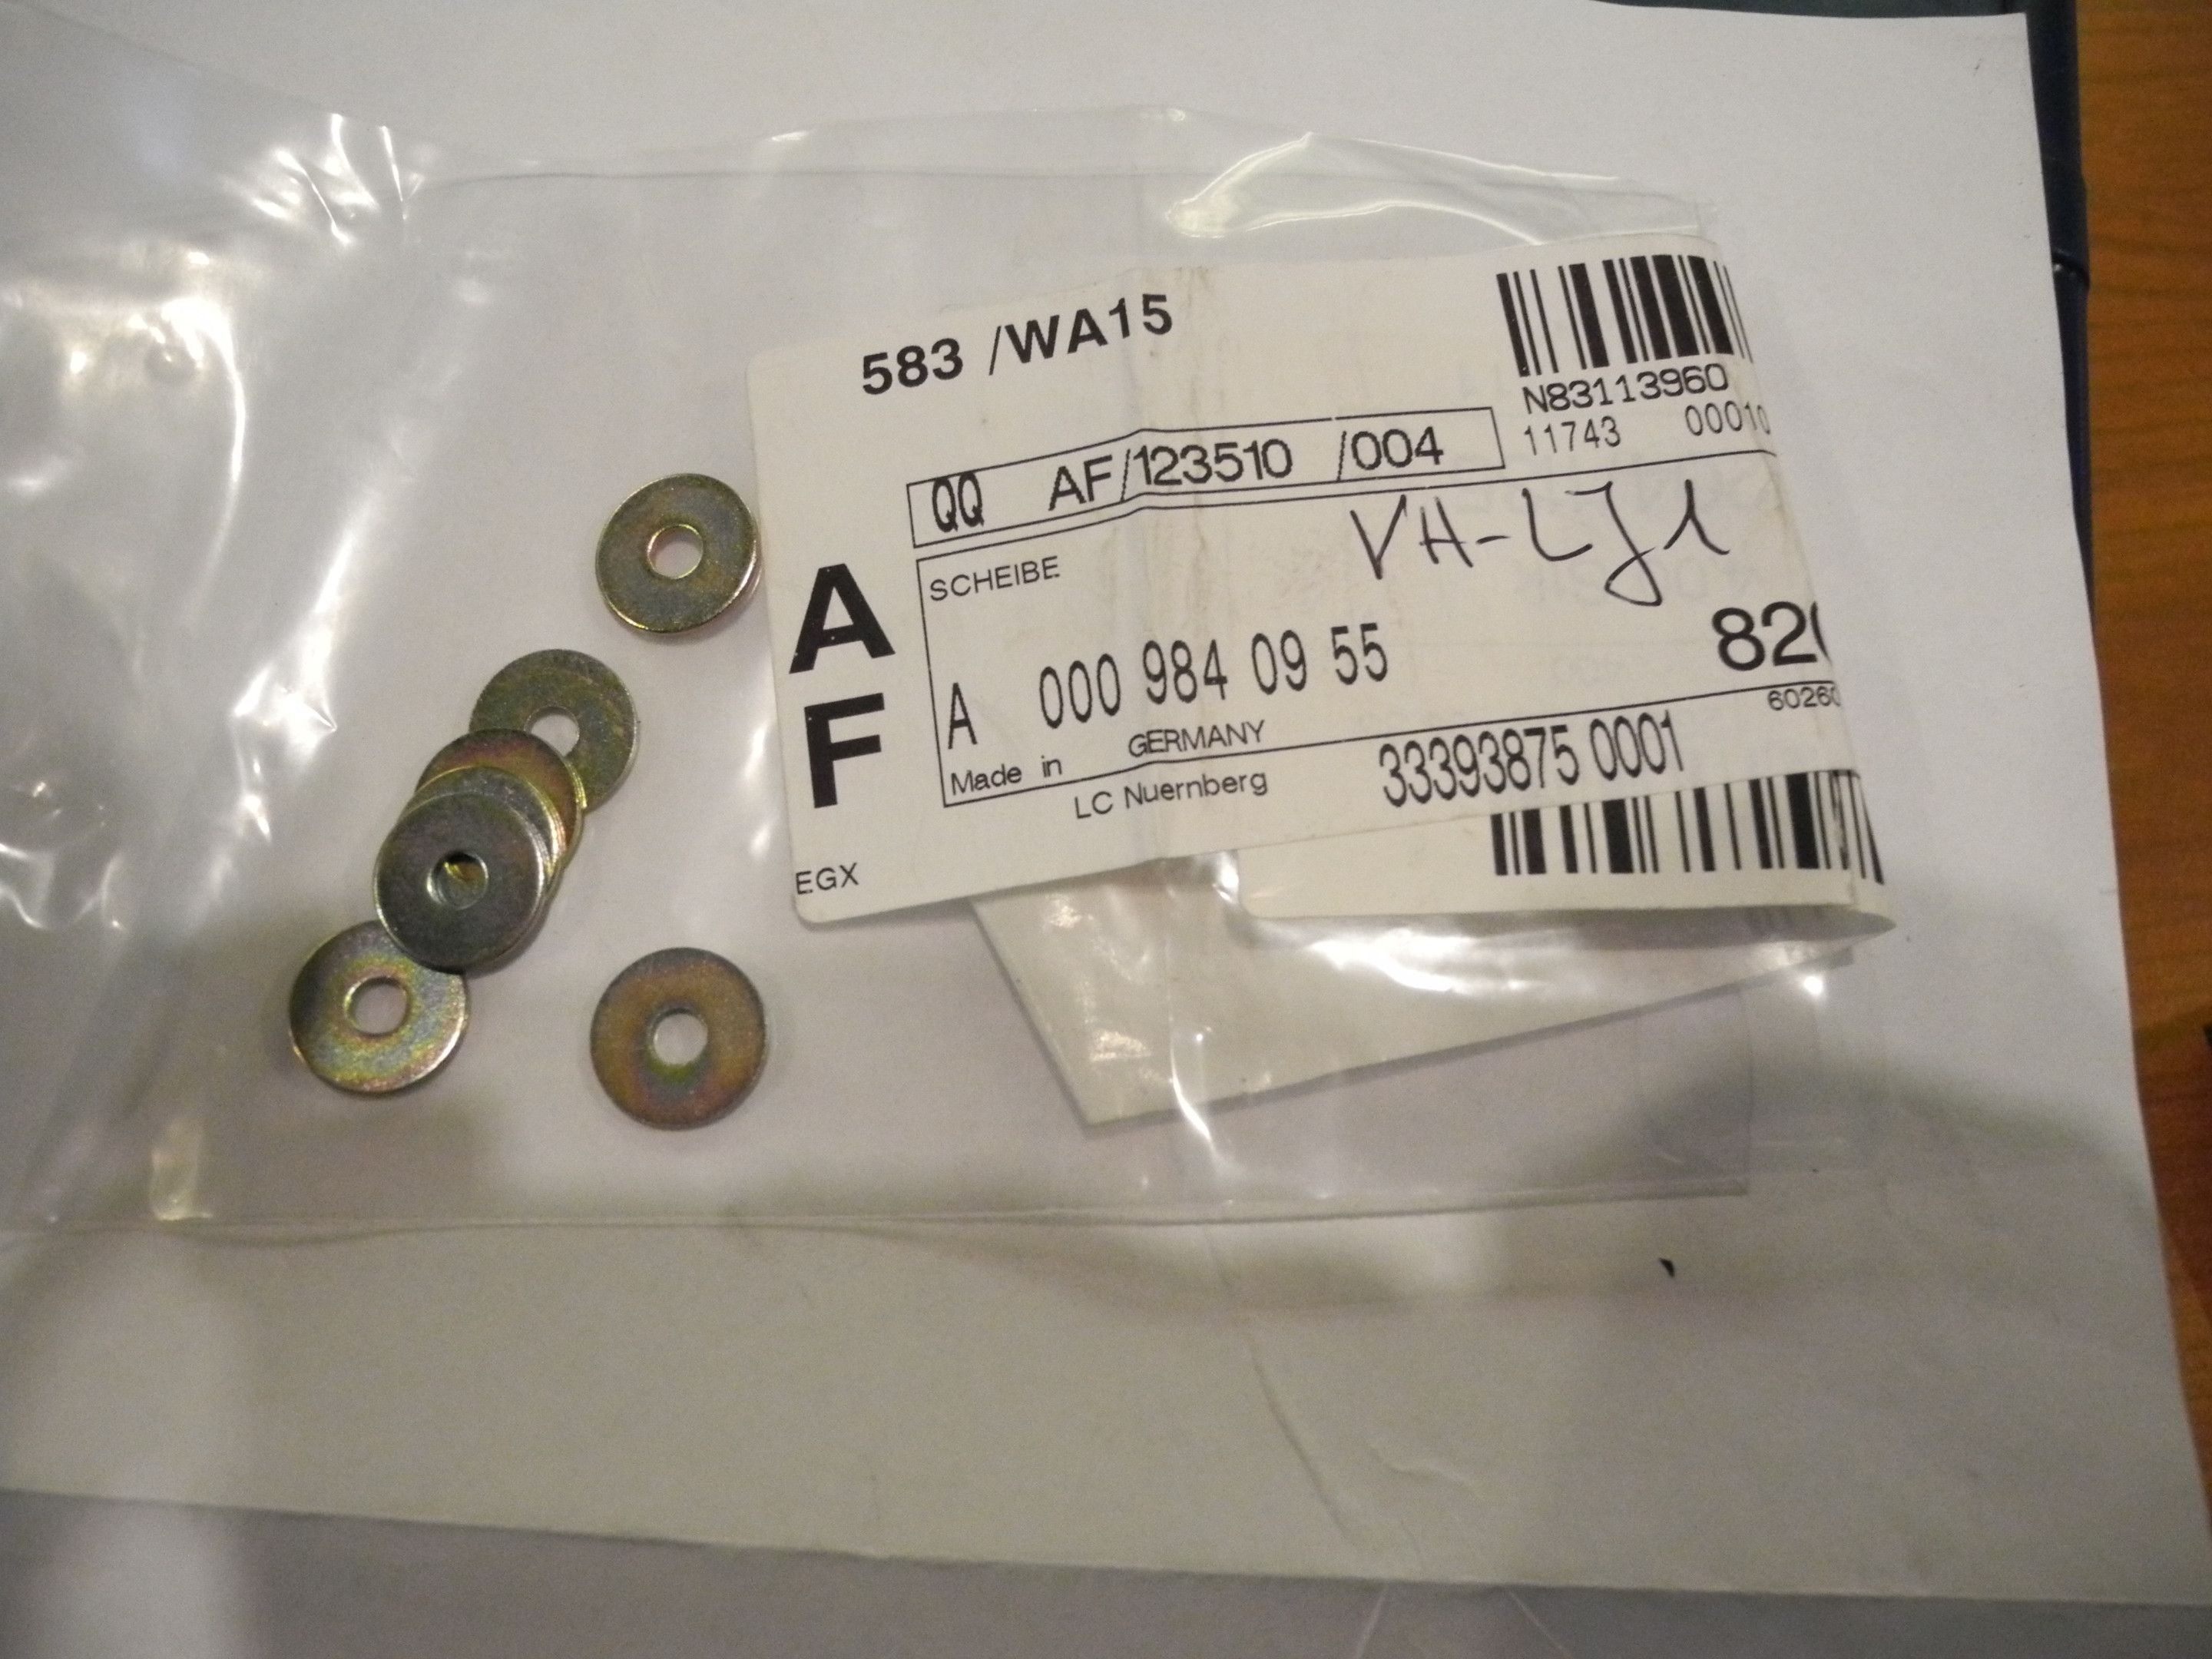 583 /WA15
N83113960
11743 00010
QQ AF/123510 /004
VH-LJ1
SCHEIBE
A F
A 000 984 09 55
Made in GERMANY
LC Nuernberg 33393875 0001
EGX